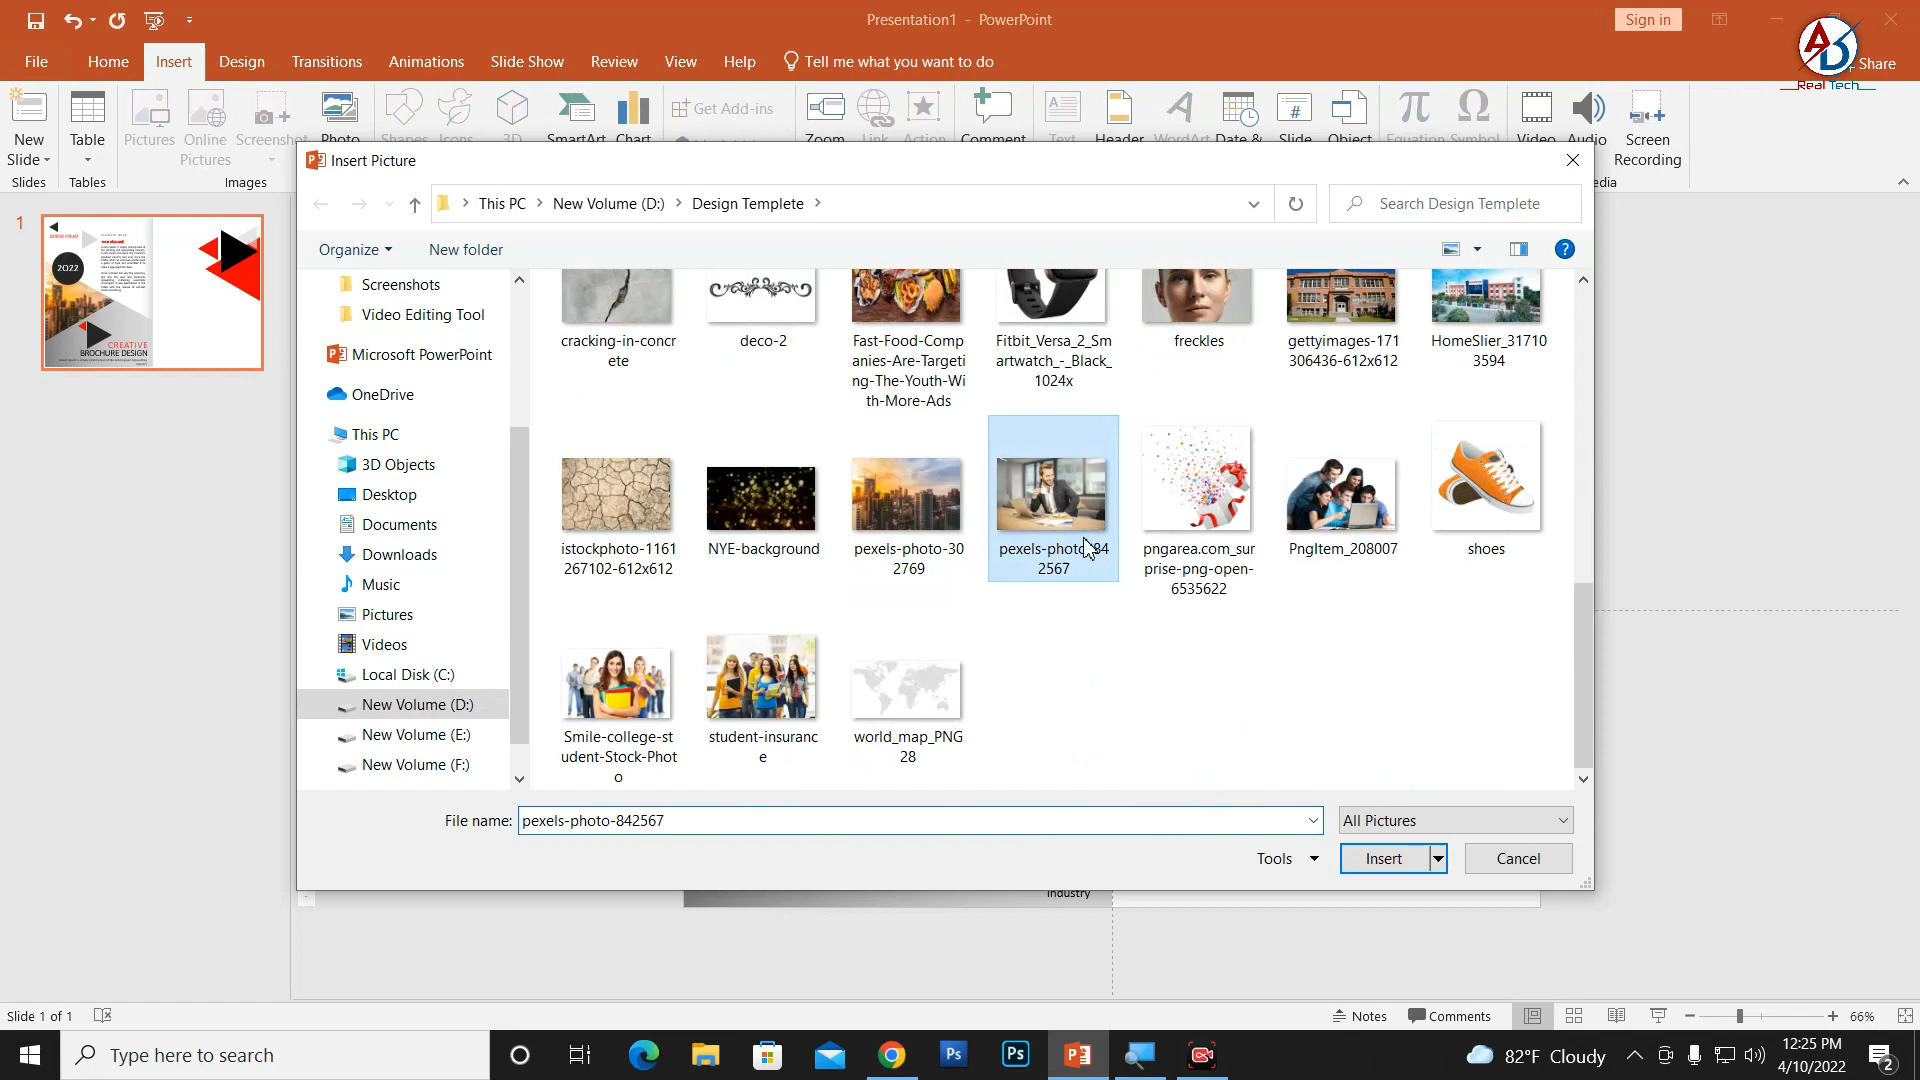 Presentation1 - PowerPoint
Sign in
File Home Insert Design Transitions Animations Slide Show Review View Help Tell me what you want to do
Share
Real Tech
New Slide
Table
Pictures
Online Pictures
Screenshot
Photo
Shapes
Icons
3D
SmartArt
Chart
Get Add-ins
Zoom
Link
Action
Comment
Text
Header
WordArt
Date &
Slide
Object
Equation
Symbol
Video
Audio
Screen Recording
Slides
Tables
Images
edia
Insert Picture
This PC > New Volume (D:) > Design Templete >
Search Design Templete
Organize
New folder
Screenshots
Video Editing Tool
Microsoft PowerPoint
OneDrive
This PC
3D Objects
Desktop
Documents
Downloads
Music
Pictures
Videos
Local Disk (C:)
New Volume (D:)
New Volume (E:)
New Volume (F:)
cracking-in-concr
ete
deco-2
Fast-Food-Comp
anies-Are-Targeti
ng-The-Youth-Wi
th-More-Ads
Fitbit_Versa_2_Sm
artwatch_-_Black_
1024x
freckles
gettyimages-171
306436-612x612
HomeSlier_31710
3594
istockphoto-1161
267102-612x612
NYE-background
pexels-photo-30
2769
pexels-photo-84
2567
pngarea.com_sur
prise-png-open-
6535622
PngItem_208007
shoes
Smile-college-st
udent-Stock-Phot
o
student-insuranc
e
world_map_PNG
28
File name: pexels-photo-842567
All Pictures
Tools
Insert
Cancel
1
2022
CREATIVE
BROCHURE DESIGN
industry
Slide 1 of 1
Notes
Comments
66%
Type here to search
Ps
Ps
82°F Cloudy
12:25 PM
4/10/2022
2